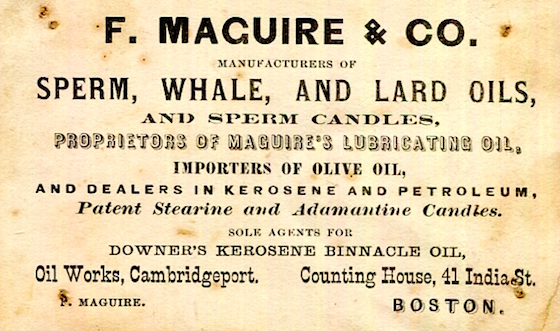 F. MAGUIRE & CO.
MANUFACTURERS OF
SPERM, WHALE, AND LARD OILS,
AND SPERM CANDLES,
PROPRIETORS OF MAGUIRE'S LUBRICATING OIL,
IMPORTERS OF OLIVE OIL,
AND DEALERS IN KEROSENE AND PETROLEUM,
Patent Stearine and Adamantine Candles.
SOLE AGENTS FOR
DOWNER'S KEROSENE BINNACLE OIL,
Oil Works, Cambridgeport. Counting House, 41 India St.
F. MAGUIRE. BOSTON.